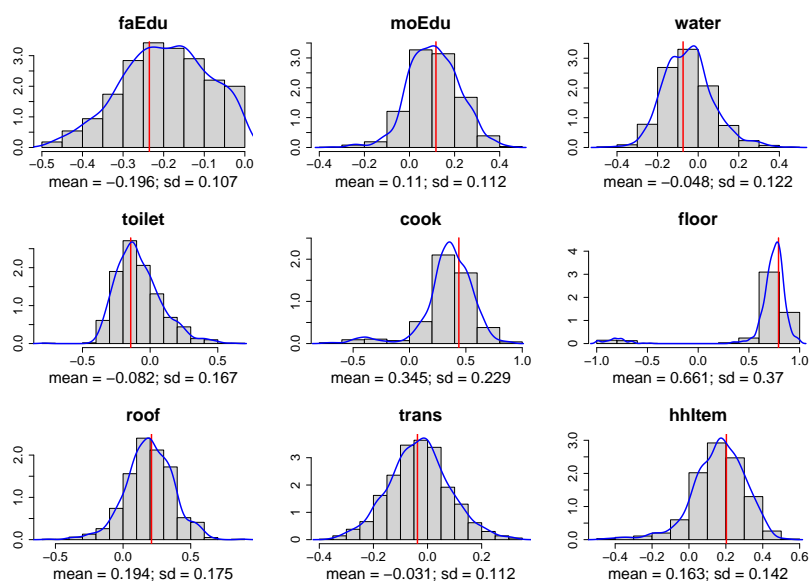 faEdu moEdu water
0.0 1.0 2.0 3.0
−0.5 −0.4 −0.3 −0.2 −0.1 0.0
mean = −0.196; sd = 0.107
0.0 1.0 2.0 3.0
−0.4 −0.2 0.0 0.2 0.4
mean = 0.11; sd = 0.112
0.0 1.0 2.0 3.0
−0.4 −0.2 0.0 0.2 0.4
mean = −0.048; sd = 0.122
toilet cook floor
0.0 1.0 2.0
−0.5 0.0 0.5
mean = −0.082; sd = 0.167
0.0 1.0 2.0
−0.5 0.0 0.5 1.0
mean = 0.345; sd = 0.229
0 1 2 3 4
−1.0 −0.5 0.0 0.5 1.0
mean = 0.661; sd = 0.37
roof trans hhItem
0.0 1.0 2.0
−0.5 0.0 0.5
mean = 0.194; sd = 0.175
0.0 1.0 2.0 3.0
−0.4 −0.2 0.0 0.2
mean = −0.031; sd = 0.112
0.0 1.0 2.0 3.0
−0.4 −0.2 0.0 0.2 0.4 0.6
mean = 0.163; sd = 0.142